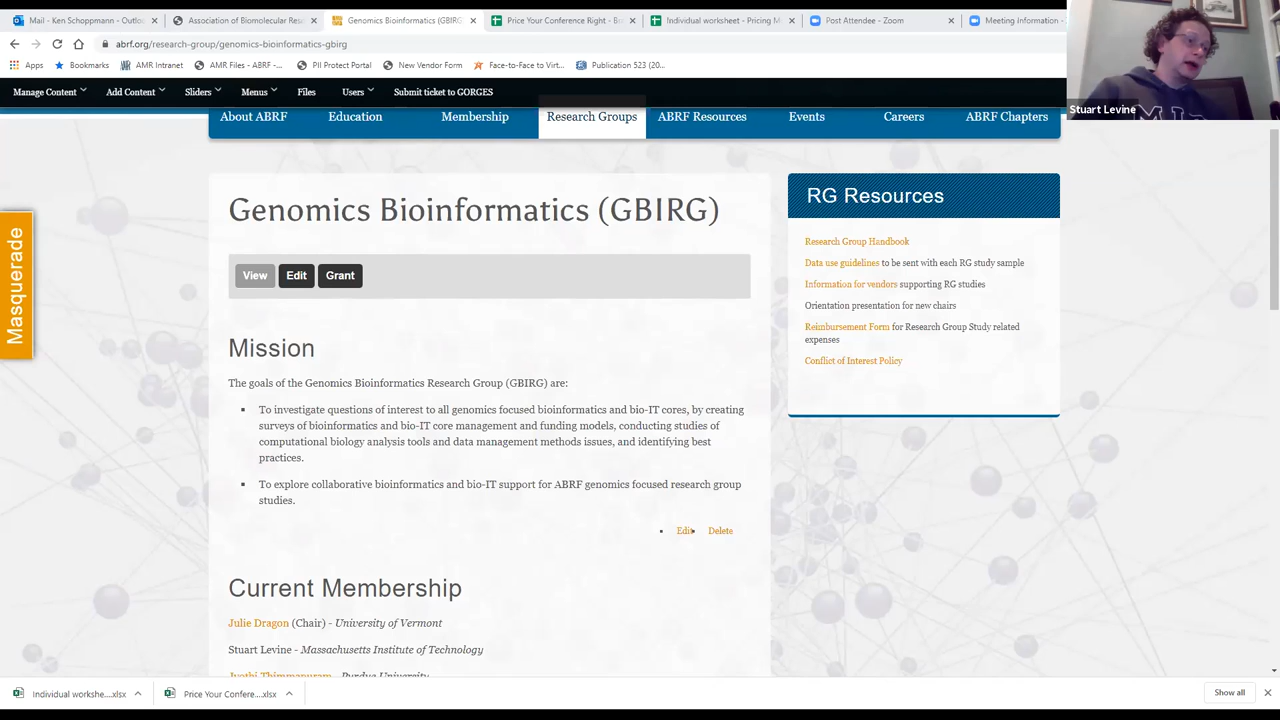 Mail - Ken Schoppmann - Outloo
Association of Biomolecular Resu
Genomics Bioinformatics (GBIRG)
Price Your Conference Right - Be
Individual worksheet - Pricing M
Post Attendee - Zoom
Meeting Information -
abrf.org/research-group/genomics-bioinformatics-gbirg
Apps
Bookmarks
AMR Intranet
AMR Files - ABRF -...
PII Protect Portal
New Vendor Form
Face-to-Face to Virt...
Publication 523 (20...
Manage Content
Add Content
Sliders
Menus
Files
Users
Submit ticket to GORGES
Stuart Levine
About ABRF
Education
Membership
Research Groups
ABRF Resources
Events
Careers
ABRF Chapters
Masquerade
Genomics Bioinformatics (GBIRG)
View
Edit
Grant
Mission
The goals of the Genomics Bioinformatics Research Group (GBIRG) are:
To investigate questions of interest to all genomics focused bioinformatics and bio-IT cores, by creating
surveys of bioinformatics and bio-IT core management and funding models, conducting studies of
computational biology analysis tools and data management methods issues, and identifying best
practices.
To explore collaborative bioinformatics and bio-IT support for ABRF genomics focused research group
studies.
Edit
Delete
Current Membership
Julie Dragon (Chair) - University of Vermont
Stuart Levine - Massachusetts Institute of Technology
Jyothi Thimmapuram - Purdue University
RG Resources
Research Group Handbook
Data use guidelines to be sent with each RG study sample
Information for vendors supporting RG studies
Orientation presentation for new chairs
Reimbursement Form for Research Group Study related
expenses
Conflict of Interest Policy
Individual workshe....xlsx
Price Your Confere....xlsx
Show all